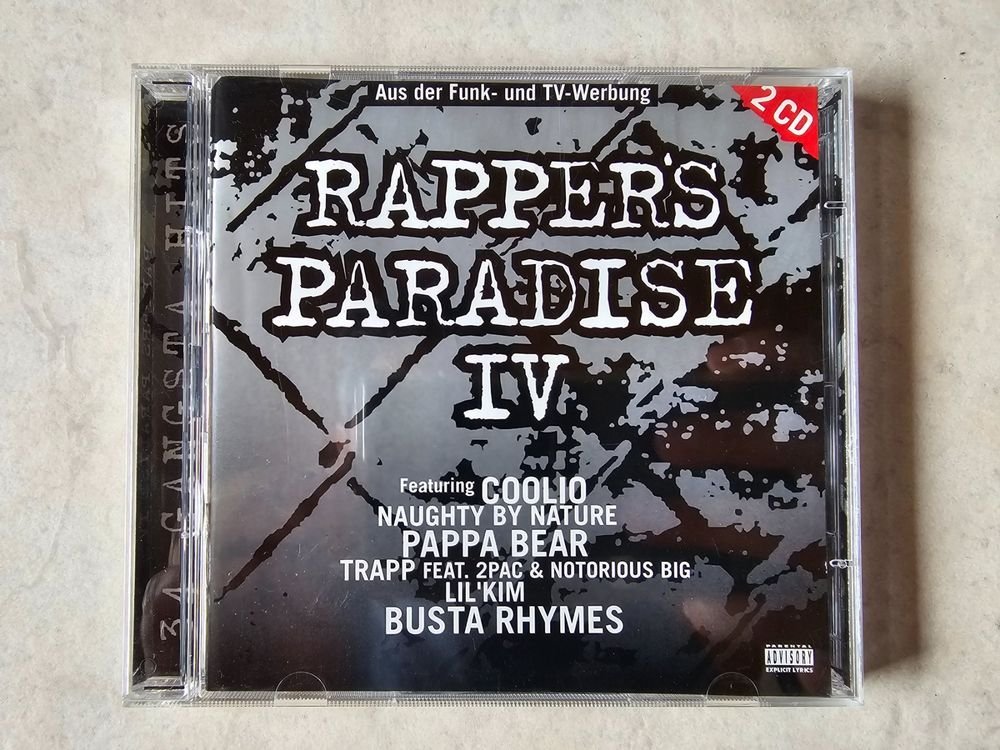 Aus der Funk- und TV-Werbung
2 CD
RAPPER'S
PARADISE
IV
Featuring COOLIO
NAUGHTY BY NATURE
PAPPA BEAR
TRAPP FEAT. 2PAC & NOTORIOUS BIG
LIL'KIM
BUSTA RHYMES
PARENTAL
ADVISORY
EXPLICIT LYRICS
34 GANGSTA HITS